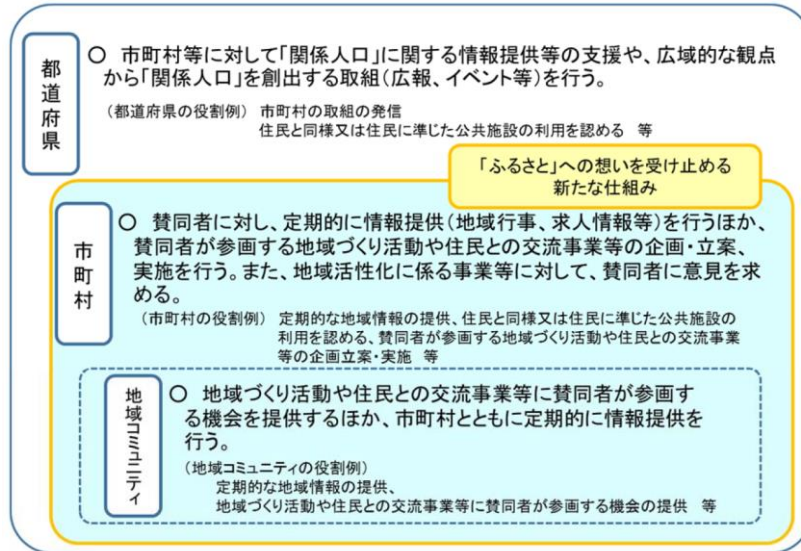 都道府県
○ 市町村等に対して「関係人口」に関する情報提供等の支援や、広域的な観点
から「関係人口」を創出する取組(広報、イベント等)を行う。
(都道府県の役割例) 市町村の取組の発信
住民と同様又は住民に準じた公共施設の利用を認める 等
「ふるさと」への想いを受け止める
新たな仕組み
市町村
○ 賛同者に対し、定期的に情報提供(地域行事、求人情報等)を行うほか、
賛同者が参画する地域づくり活動や住民との交流事業等の企画・立案、
実施を行う。また、地域活性化に係る事業等に対して、賛同者に意見を求
める。
(市町村の役割例) 定期的な地域情報の提供、住民と同様又は住民に準じた公共施設の
利用を認める、賛同者が参画する地域づくり活動や住民との交流事業
等の企画立案・実施 等
地域コミュニティ
○ 地域づくり活動や住民との交流事業等に賛同者が参画す
る機会を提供するほか、市町村とともに定期的に情報提供を
行う。
(地域コミュニティの役割例)
定期的な地域情報の提供、
地域づくり活動や住民との交流事業等に賛同者が参画する機会の提供 等